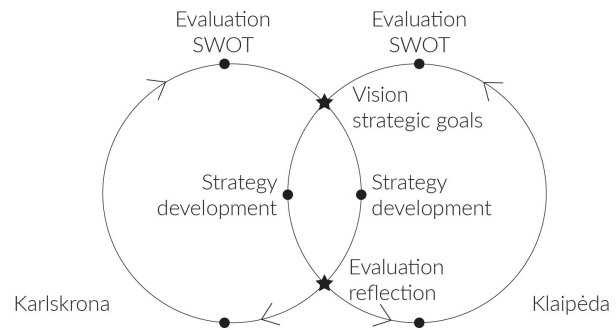 Evaluation
SWOT
Evaluation
SWOT
Vision
strategic goals
Strategy
development
Strategy
development
Evaluation
reflection
Karlskrona
Klaipėda